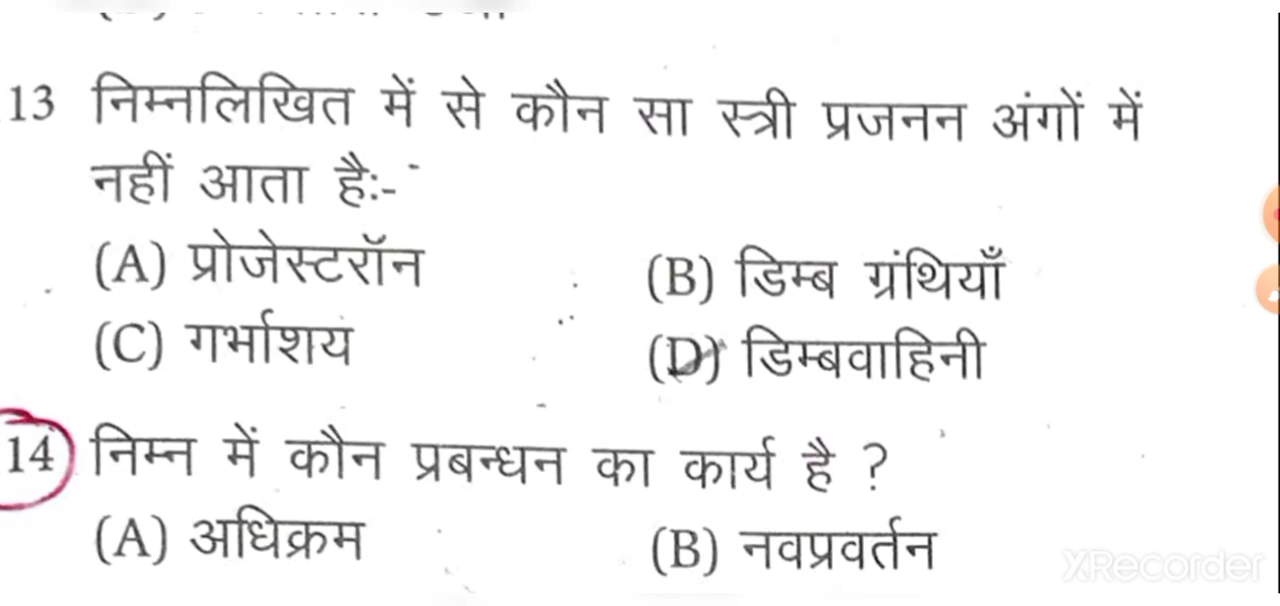 13 निम्नलिखित में से कौन सा स्त्री प्रजनन अंगों में
नहीं आता है:-
(A) प्रोजेस्टरॉन (B) डिम्ब ग्रंथियाँ
(C) गर्भाशय (D) डिम्बवाहिनी
14 निम्न में कौन प्रबन्धन का कार्य है ?
(A) अधिक्रम (B) नवप्रवर्तन
XRecorder